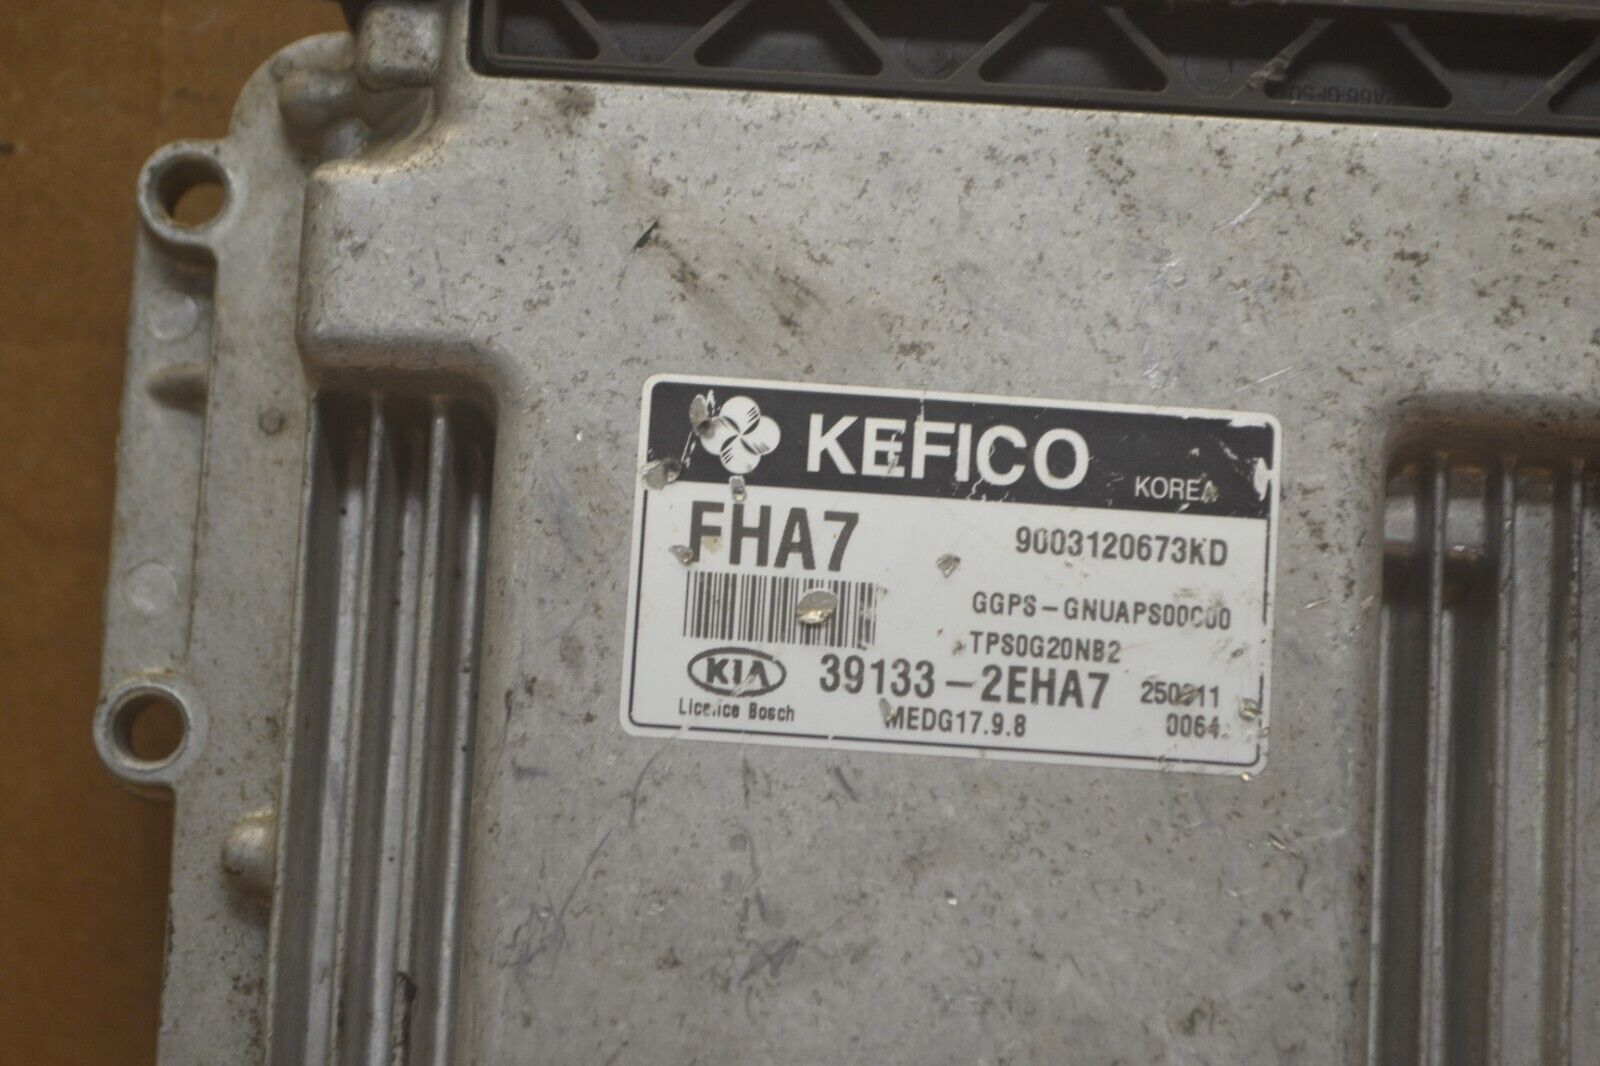 KEFICO KOREA
FHA7 9003120673KD
GGPS-GNUAPS00C00
TPS0G20NB2
KIA 39133-2EHA7
Licence Bosch MEDG17.9.8 0064